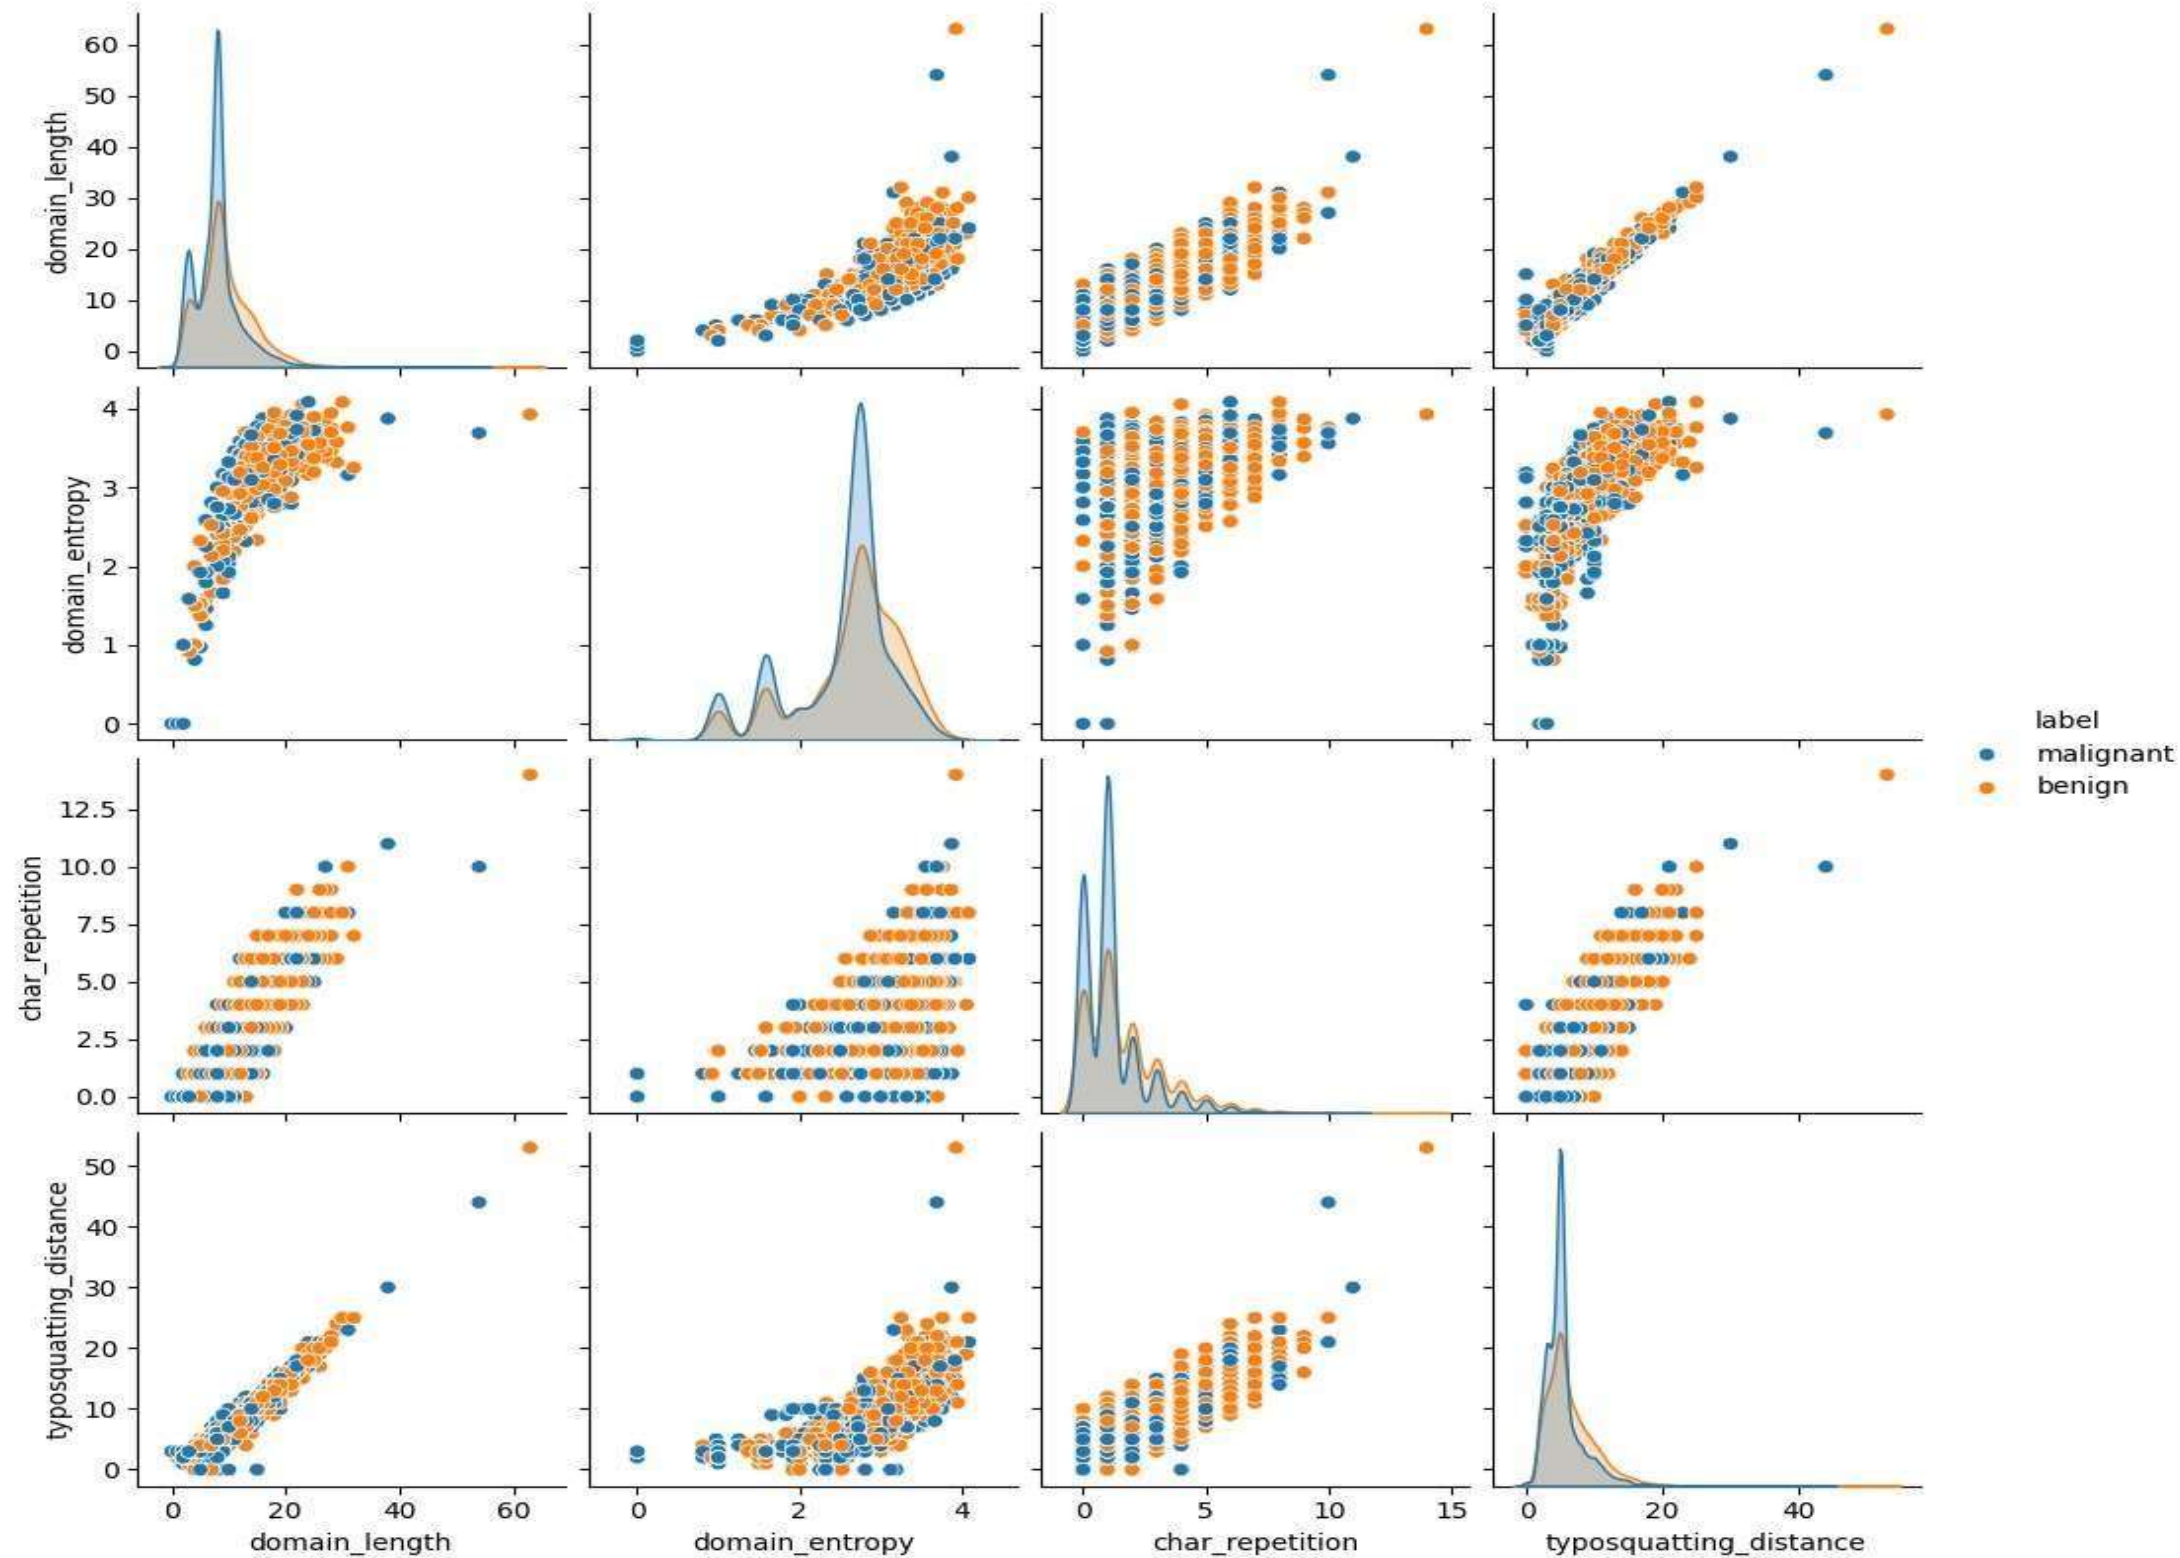 60
50
40
30
20
10
0
domain_length
4
3
2
1
0
domain_entropy
label
malignant
benign
12.5
10.0
7.5
5.0
2.5
0.0
char_repetition
50
40
30
20
10
0
typosquatting_distance
0 20 40 60
0 2 4
0 5 10 15
0 20 40
domain_length
domain_entropy
char_repetition
typosquatting_distance